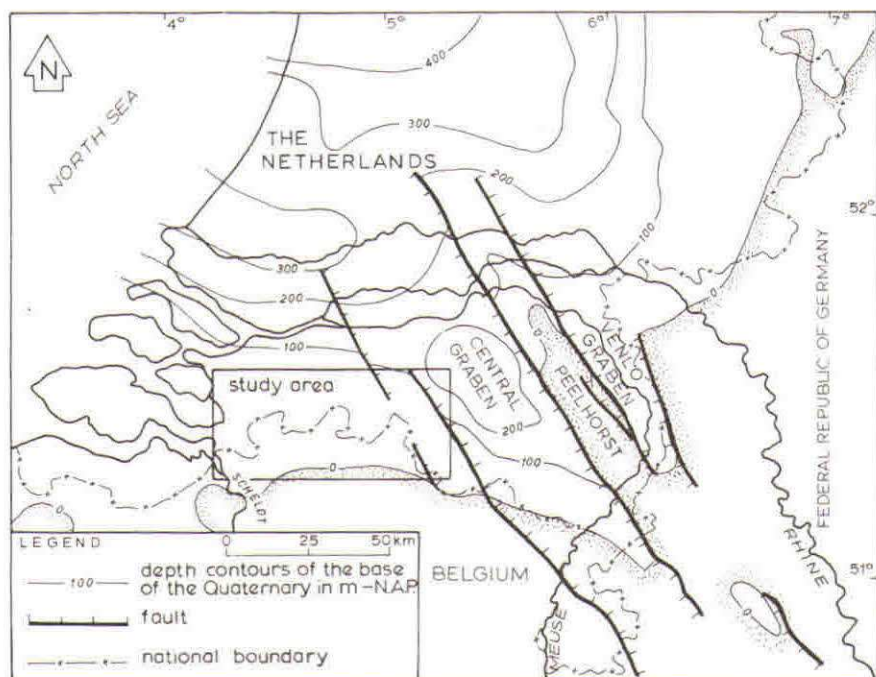 4°
5°
6°
7°
N
NORTH SEA
THE
NETHERLANDS
400
300
200
100
52°
300
200
100
0
CENTRAL
GRABEN
200
100
0
PEELHORST
VENLO
GRABEN
FEDERAL REPUBLIC OF GERMANY
study area
0
SCHELDT
0
BELGIUM
MEUSE
RHINE
51°
0
LEGEND
0 25 50km
100 depth contours of the base
of the Quaternary in m-N.A.P.
fault
national boundary